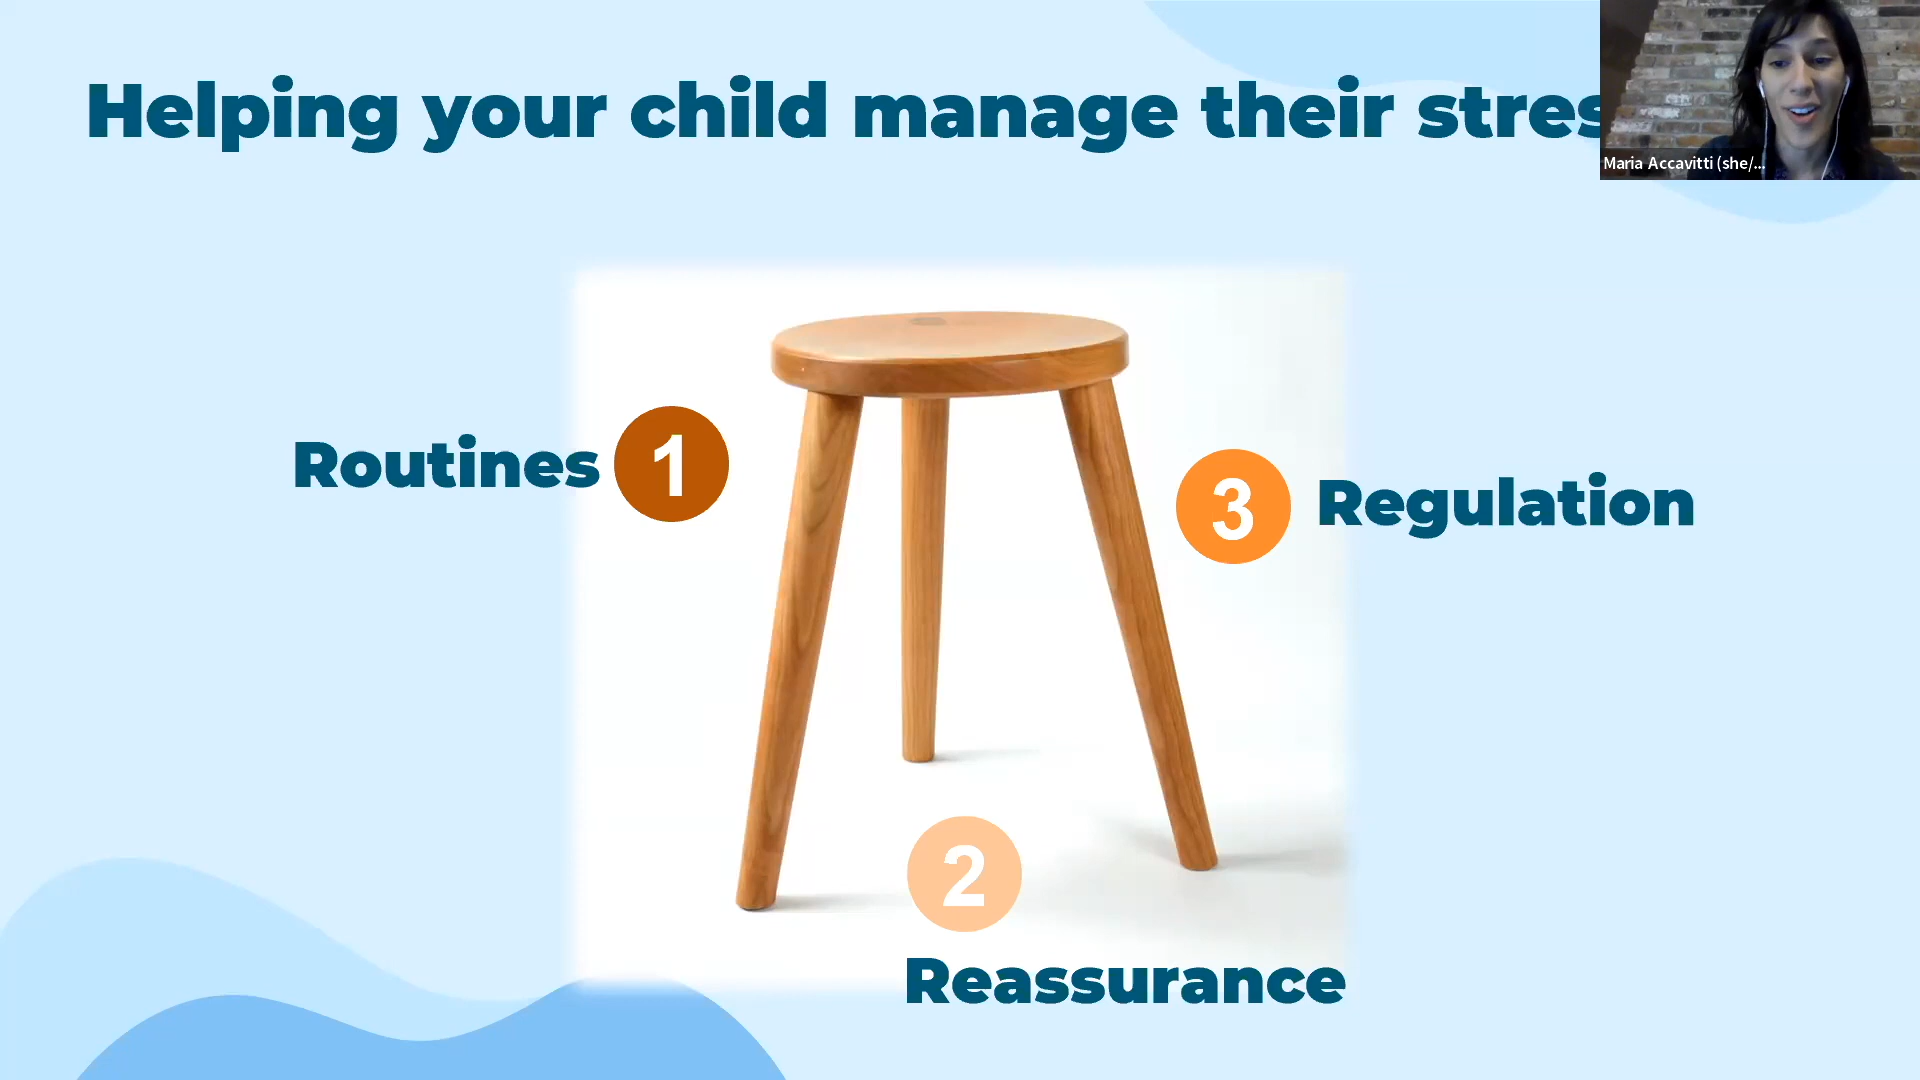 Helping your child manage their stres
Maria Accavitti (she/...
Routines 1
3 Regulation
2
Reassurance